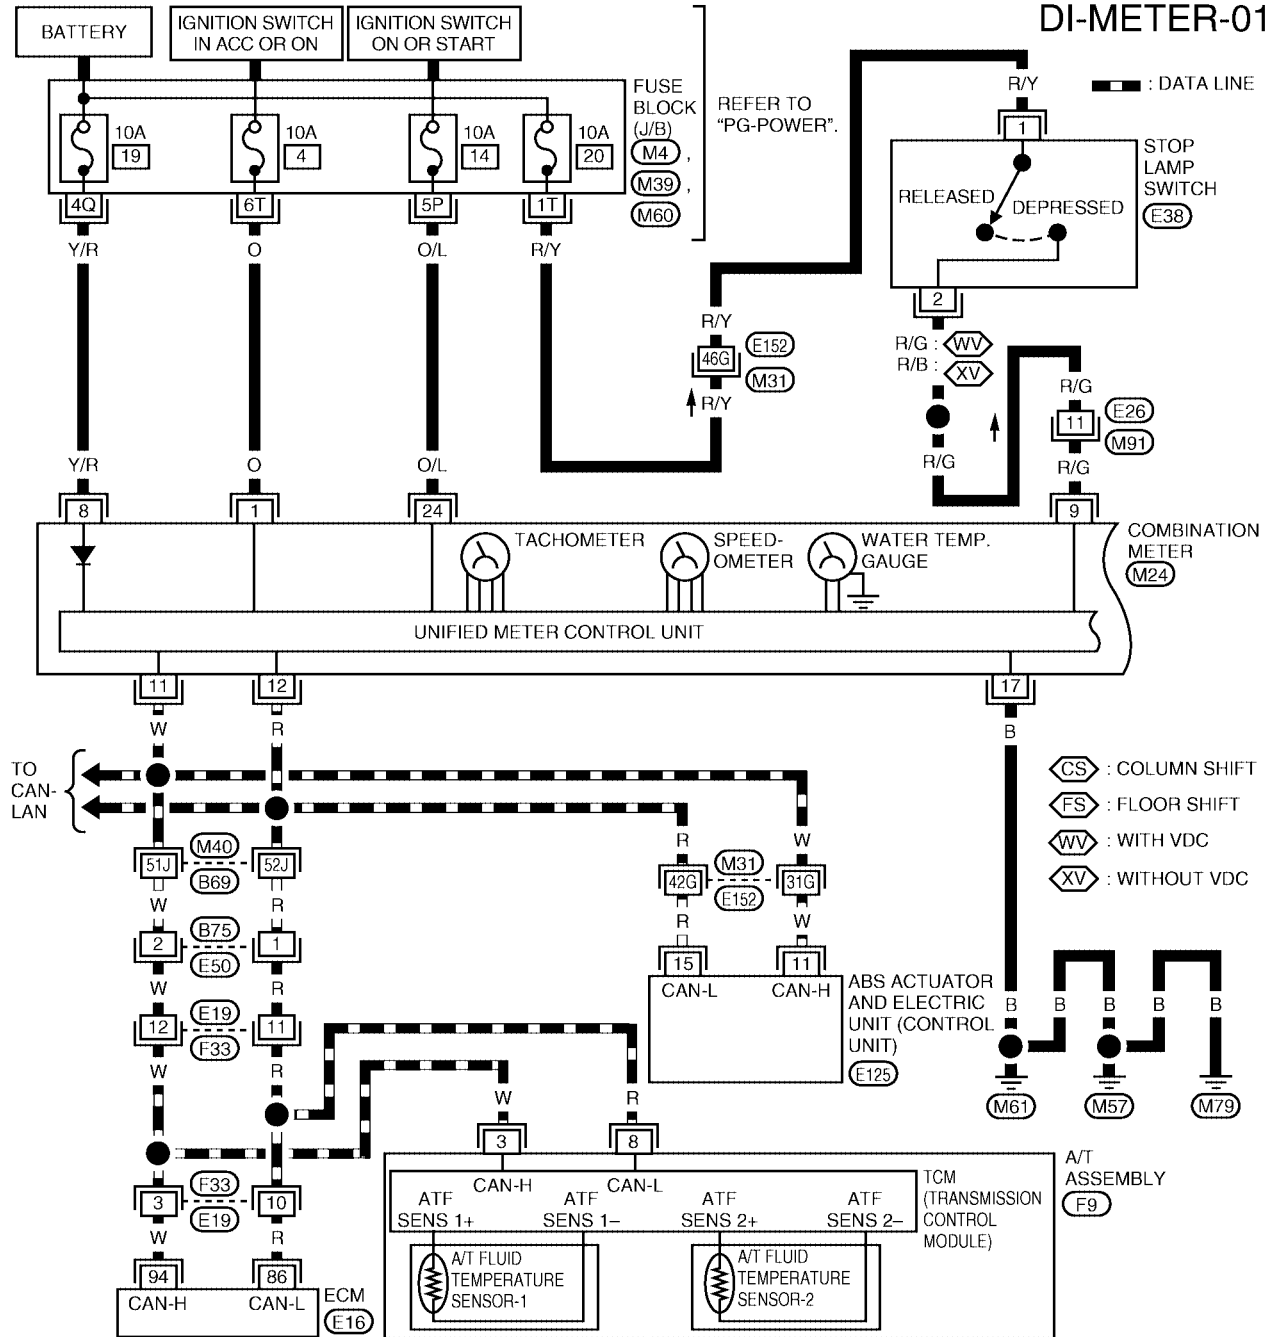 DI-METER-01
BATTERY
IGNITION SWITCH
IN ACC OR ON
IGNITION SWITCH
ON OR START
: DATA LINE
FUSE
BLOCK
(J/B)
M4 ,
M39 ,
M60
REFER TO
“PG-POWER”.
10A
19
10A
4
10A
14
10A
20
4Q
6T
5P
1T
Y/R
O
O/L
R/Y
R/Y
1
STOP
LAMP
SWITCH
E38
RELEASED
DEPRESSED
2
R/G : WV
R/B : XV
R/Y
46G
E152
M31
R/Y
R/G
R/G
11
E26
M91
R/G
Y/R
O
O/L
8
1
24
9
TACHOMETER
SPEED-
OMETER
WATER TEMP.
GAUGE
COMBINATION
METER
M24
UNIFIED METER CONTROL UNIT
11
12
17
W
R
B
TO
CAN-
LAN
CS : COLUMN SHIFT
FS : FLOOR SHIFT
WV : WITH VDC
XV : WITHOUT VDC
R
W
51J
M40
B69
52J
42G
M31
E152
31G
W
R
R
W
2
B75
E50
1
15
11
CAN-L
CAN-H
ABS ACTUATOR
AND ELECTRIC
UNIT (CONTROL
UNIT)
E125
W
R
12
E19
F33
11
W
R
B
B
B
B
B
M61
M57
M79
W
R
3
8
3
F33
E19
10
W
R
94
86
CAN-H
CAN-L
ECM
E16
CAN-H
CAN-L
ATF
SENS 1+
ATF
SENS 1–
ATF
SENS 2+
ATF
SENS 2–
TCM
(TRANSMISSION
CONTROL
MODULE)
A/T
ASSEMBLY
F9
A/T FLUID
TEMPERATURE
SENSOR-1
A/T FLUID
TEMPERATURE
SENSOR-2